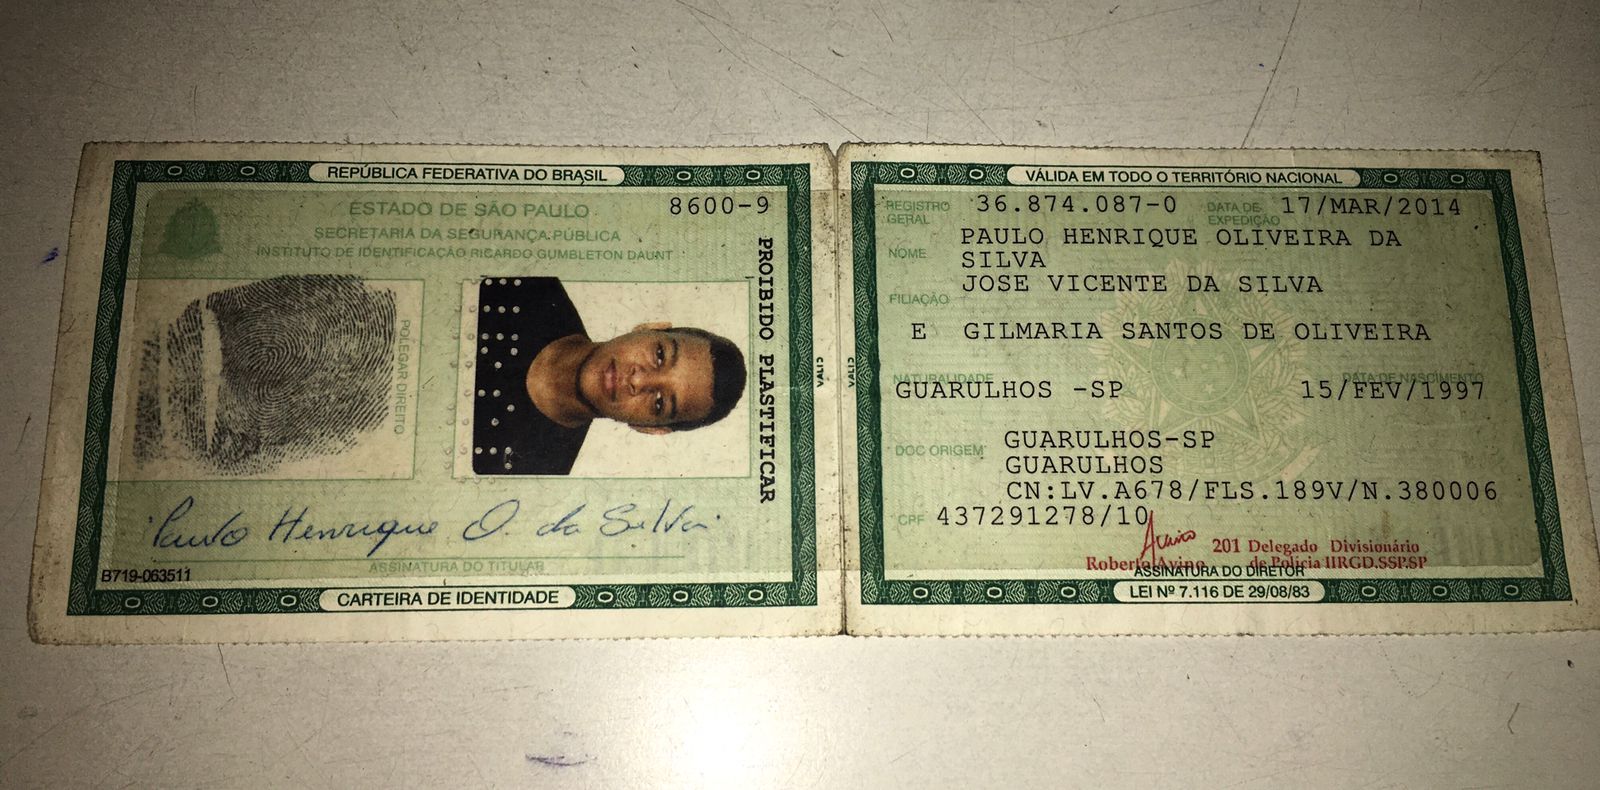 REPÚBLICA FEDERATIVA DO BRASIL
ESTADO DE SÃO PAULO
8600-9
SECRETARIA DA SEGURANÇA PÚBLICA
INSTITUTO DE IDENTIFICAÇÃO RICARDO GUMBLETON DAUNT
POLEGAR DIREITO
PROIBIDO PLASTIFICAR
Paulo Henrique O. da Silva
ASSINATURA DO TITULAR
B719-063511
CARTEIRA DE IDENTIDADE
VÁLIDA EM TODO O TERRITÓRIO NACIONAL
REGISTRO GERAL 36.874.087-0 DATA DE EXPEDIÇÃO 17/MAR/2014
NOME PAULO HENRIQUE OLIVEIRA DA
SILVA
FILIAÇÃO JOSE VICENTE DA SILVA
E GILMARIA SANTOS DE OLIVEIRA
NATURALIDADE DATA DE NASCIMENTO
GUARULHOS -SP 15/FEV/1997
DOC ORIGEM GUARULHOS-SP
GUARULHOS
CN:LV.A678/FLS.189V/N.380006
CPF 437291278/10
201 Delegado Divisionário
Roberto Avino de Polícia IIRGD.SSP.SP
ASSINATURA DO DIRETOR
LEI Nº 7.116 DE 29/08/83